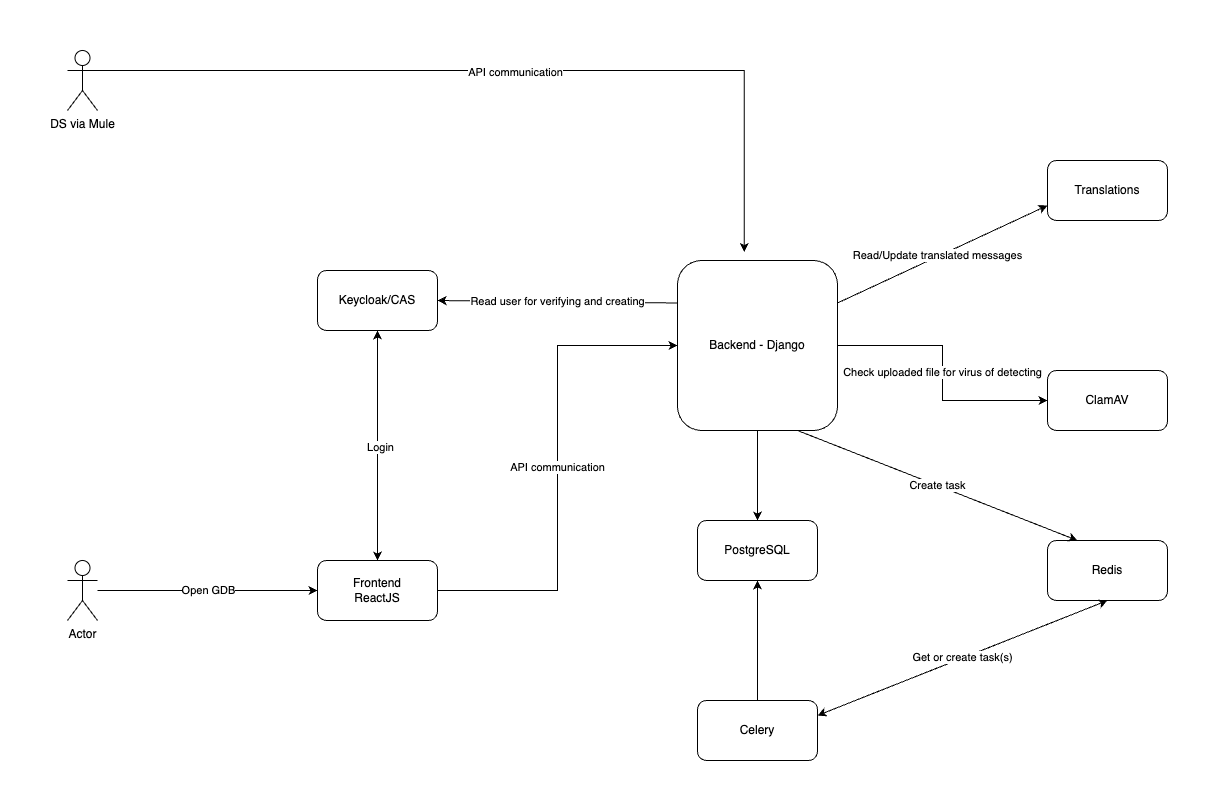 API communication
DS via Mule
Translations
Read/Update translated messages
Keycloak/CAS
Read user for verifying and creating
Backend - Django
Check uploaded file for virus of detecting
ClamAV
Login
API communication
Create task
PostgreSQL
Redis
Open GDB
Frontend
ReactJS
Actor
Get or create task(s)
Celery